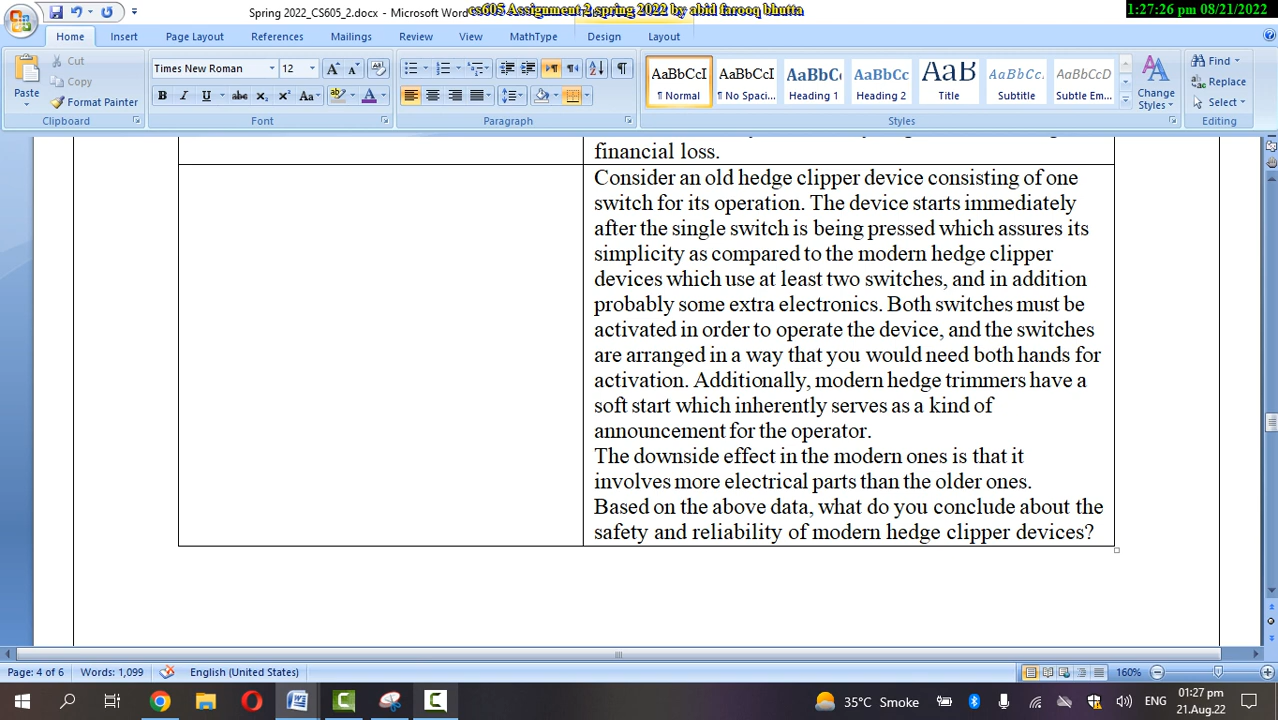 Spring 2022_CS605_2.docx - Microsoft Word
cs605 Assignment 2 spring 2022 by abid farooq bhutta
1:27:26 pm 08/21/2022
Home Insert Page Layout References Mailings Review View MathType Design Layout
Cut
Copy
Format Painter
Paste
Clipboard
Times New Roman 12
Font
Paragraph
AaBbCcI AaBbCcI AaBbC AaBbCc AaB AaBbCc AaBbCcD
¶ Normal ¶ No Spaci... Heading 1 Heading 2 Title Subtitle Subtle Em...
Change Styles
Styles
Find
Replace
Select
Editing
financial loss.
Consider an old hedge clipper device consisting of one
switch for its operation. The device starts immediately
after the single switch is being pressed which assures its
simplicity as compared to the modern hedge clipper
devices which use at least two switches, and in addition
probably some extra electronics. Both switches must be
activated in order to operate the device, and the switches
are arranged in a way that you would need both hands for
activation. Additionally, modern hedge trimmers have a
soft start which inherently serves as a kind of
announcement for the operator.
The downside effect in the modern ones is that it
involves more electrical parts than the older ones.
Based on the above data, what do you conclude about the
safety and reliability of modern hedge clipper devices?
Page: 4 of 6 Words: 1,099 English (United States) 160%
35°C Smoke ENG 01:27 pm
21.Aug.22